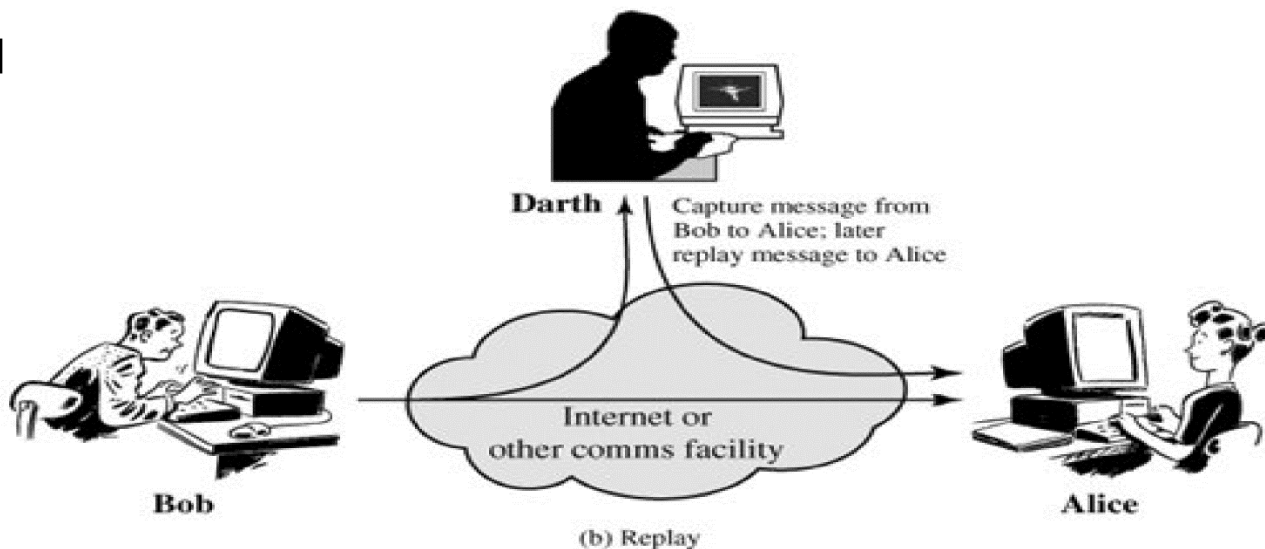 Darth
Capture message from
Bob to Alice; later
replay message to Alice
Internet or
other comms facility
Bob
Alice
(b) Replay